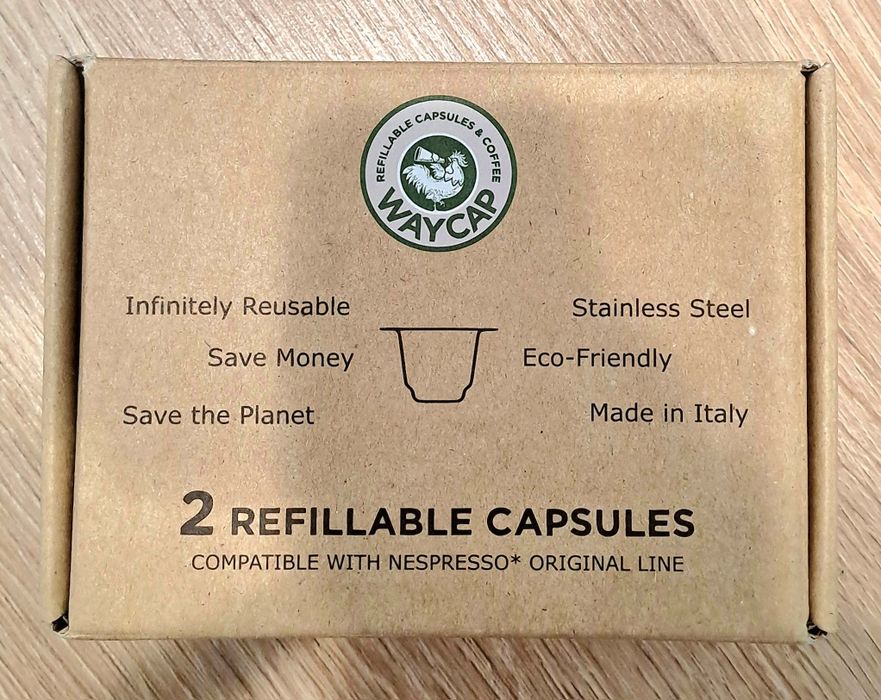 REFILLABLE CAPSULES & COFFEE
WAYCAP
Infinitely Reusable
Stainless Steel
Save Money
Eco-Friendly
Save the Planet
Made in Italy
2 REFILLABLE CAPSULES
COMPATIBLE WITH NESPRESSO* ORIGINAL LINE